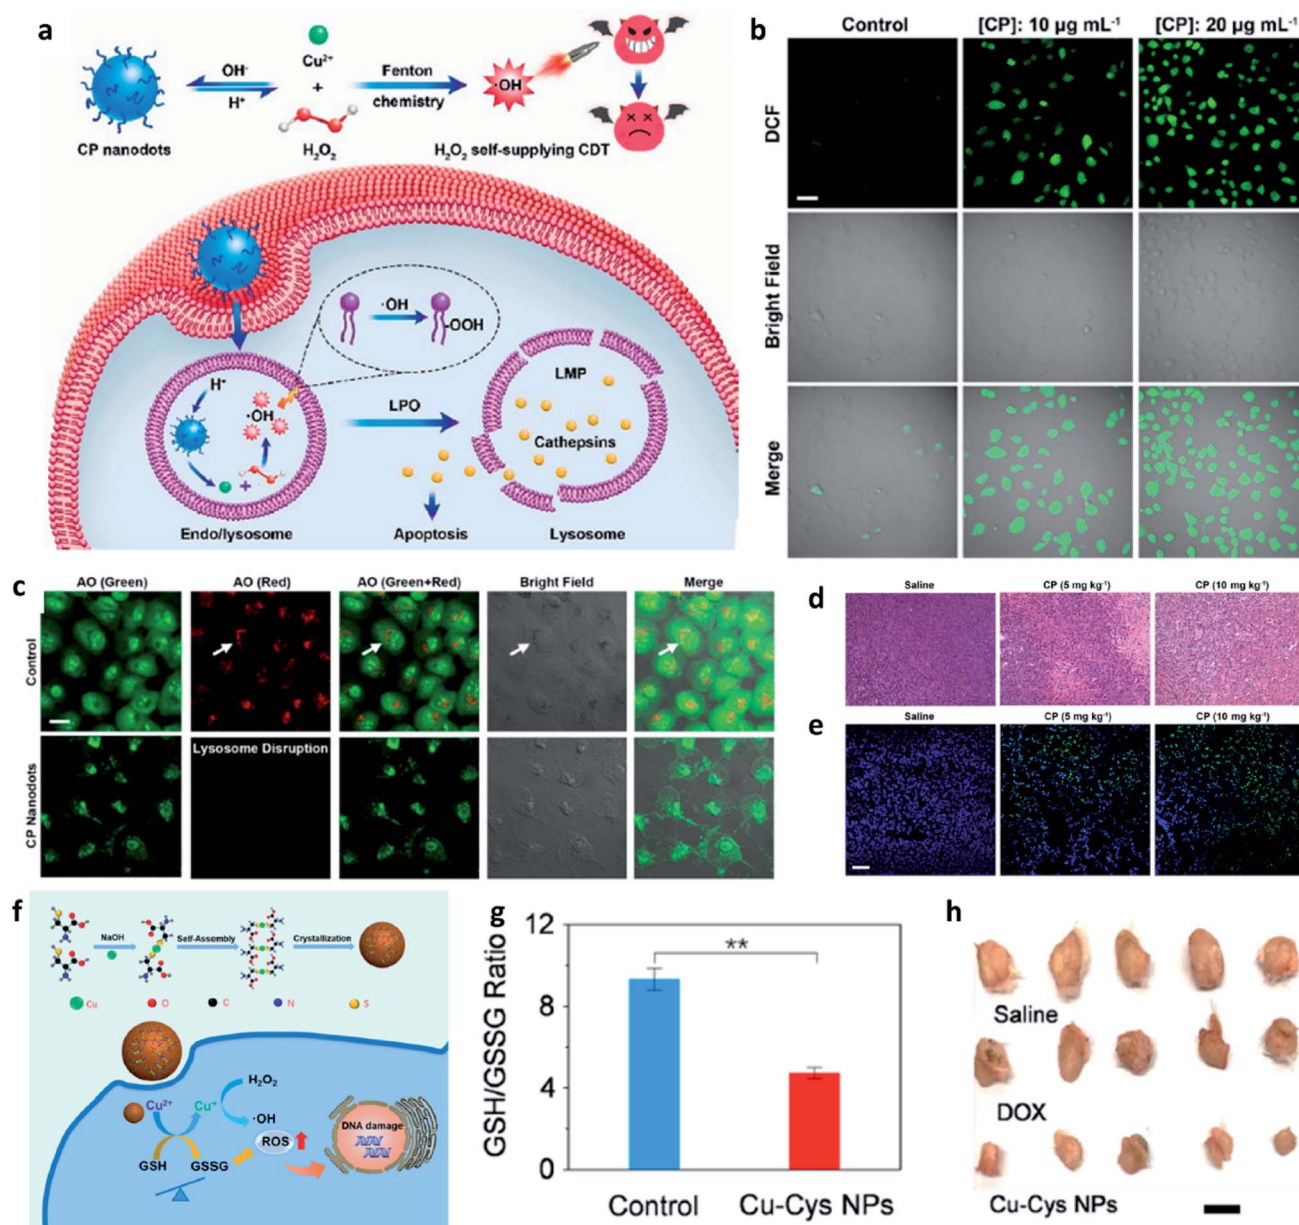 a
OH⁻
H⁺
Cu²⁺
+
Fenton
chemistry
·OH
CP nanodots
H₂O₂
H₂O₂ self-supplying CDT
·OH
-OOH
H⁺
·OH
+
LPO
LMP
Cathepsins
Endo/lysosome
Apoptosis
Lysosome
b
Control
[CP]: 10 µg mL⁻¹
[CP]: 20 µg mL⁻¹
DCF
Bright Field
Merge
c
AO (Green)
AO (Red)
AO (Green+Red)
Bright Field
Merge
Control
CP Nanodots
Lysosome Disruption
d
Saline
CP (5 mg kg⁻¹)
CP (10 mg kg⁻¹)
e
Saline
CP (5 mg kg⁻¹)
CP (10 mg kg⁻¹)
f
NaOH
Self-Assembly
Crystallization
Cu
O
C
N
S
H₂O₂
Cu²⁺
Cu⁺
·OH
ROS
DNA damage
GSH
GSSG
g
GSH/GSSG Ratio
12
8
4
0
**
Control
Cu-Cys NPs
h
Saline
DOX
Cu-Cys NPs